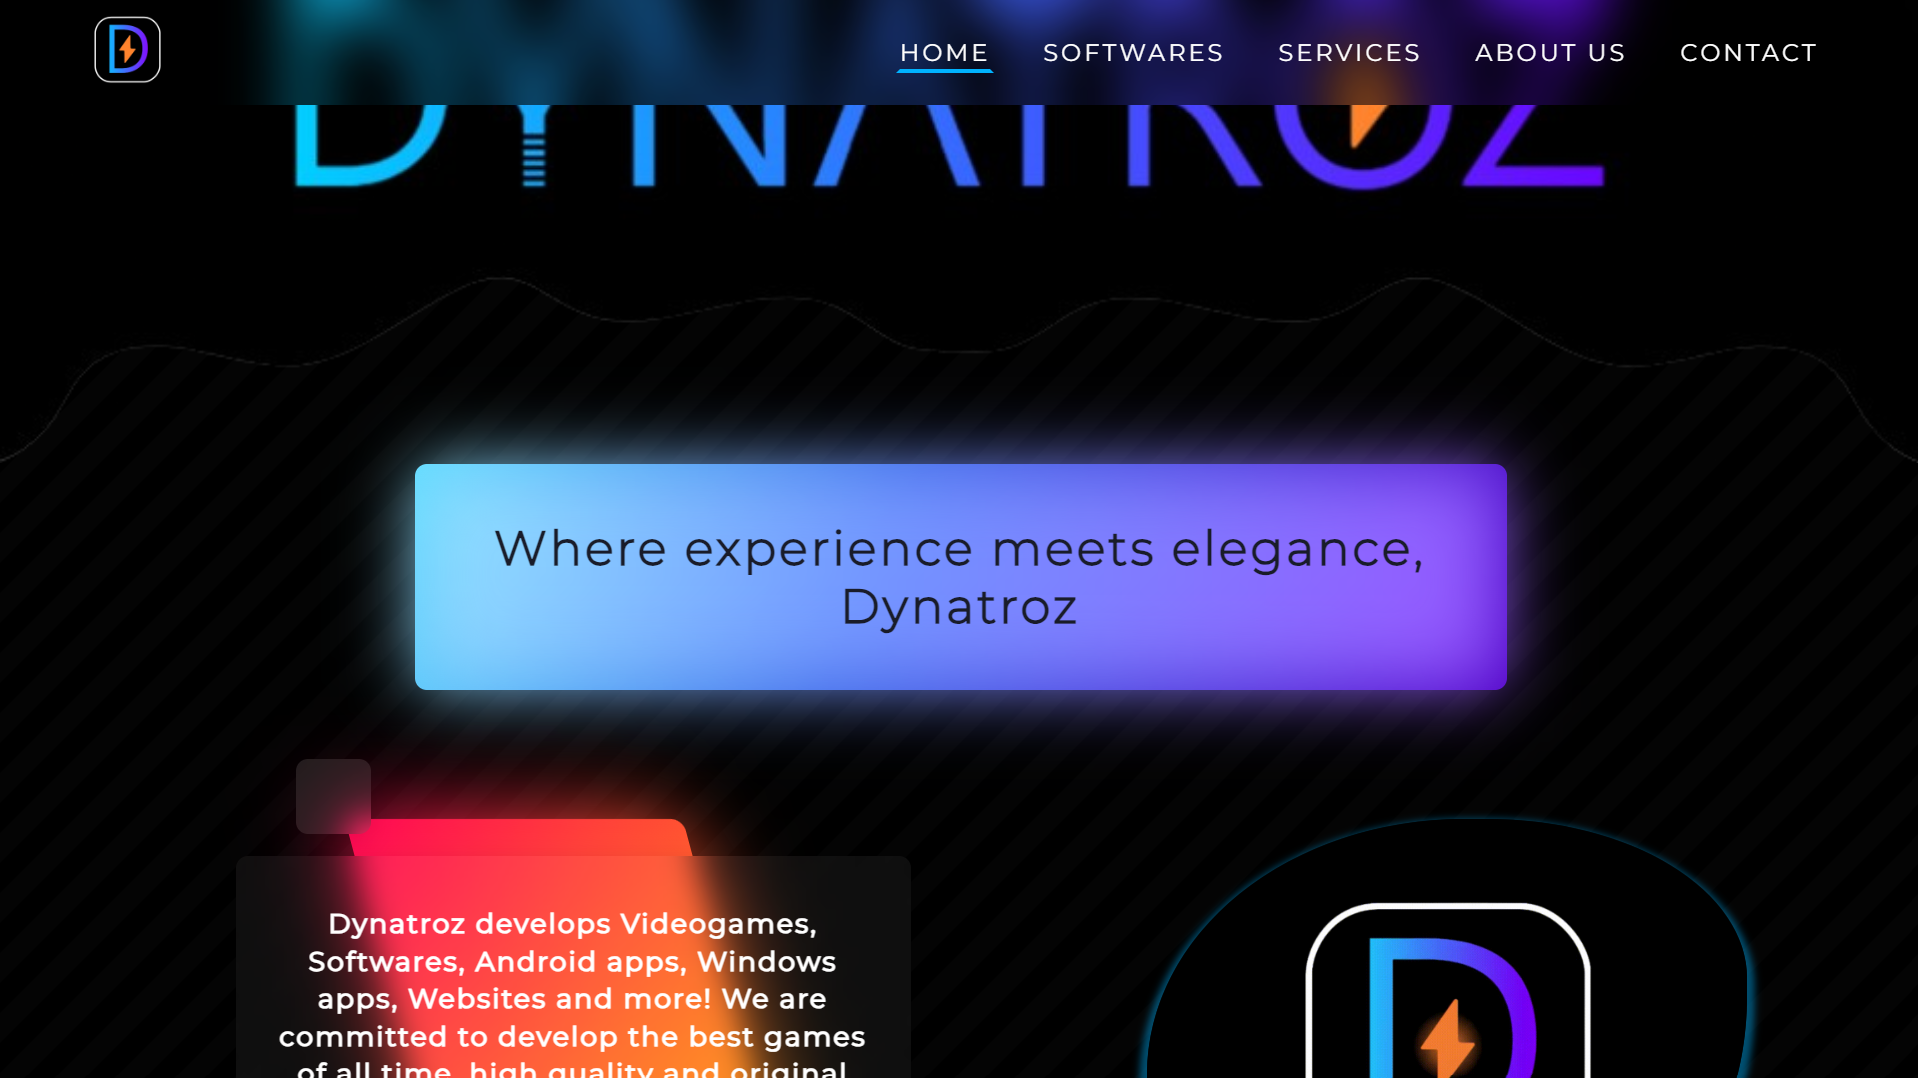 HOME SOFTWARES SERVICES ABOUT US CONTACT
DYNATROZ
Where experience meets elegance,
Dynatroz
Dynatroz develops Videogames,
Softwares, Android apps, Windows
apps, Websites and more! We are
committed to develop the best games
of all time, high quality and original
D